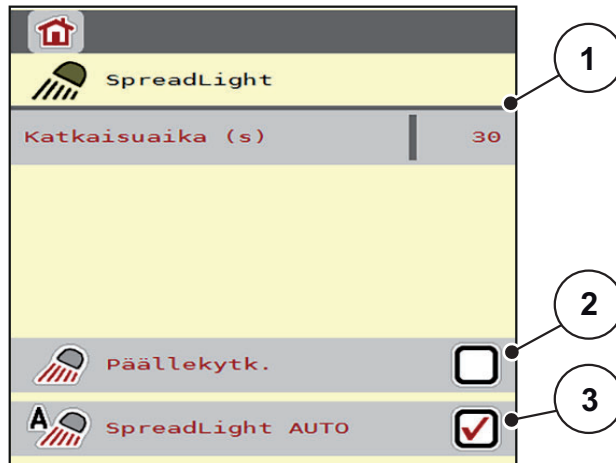 SpreadLight
1
Katkaisuaika (s) 30
2
Päällekytk.
3
A SpreadLight AUTO